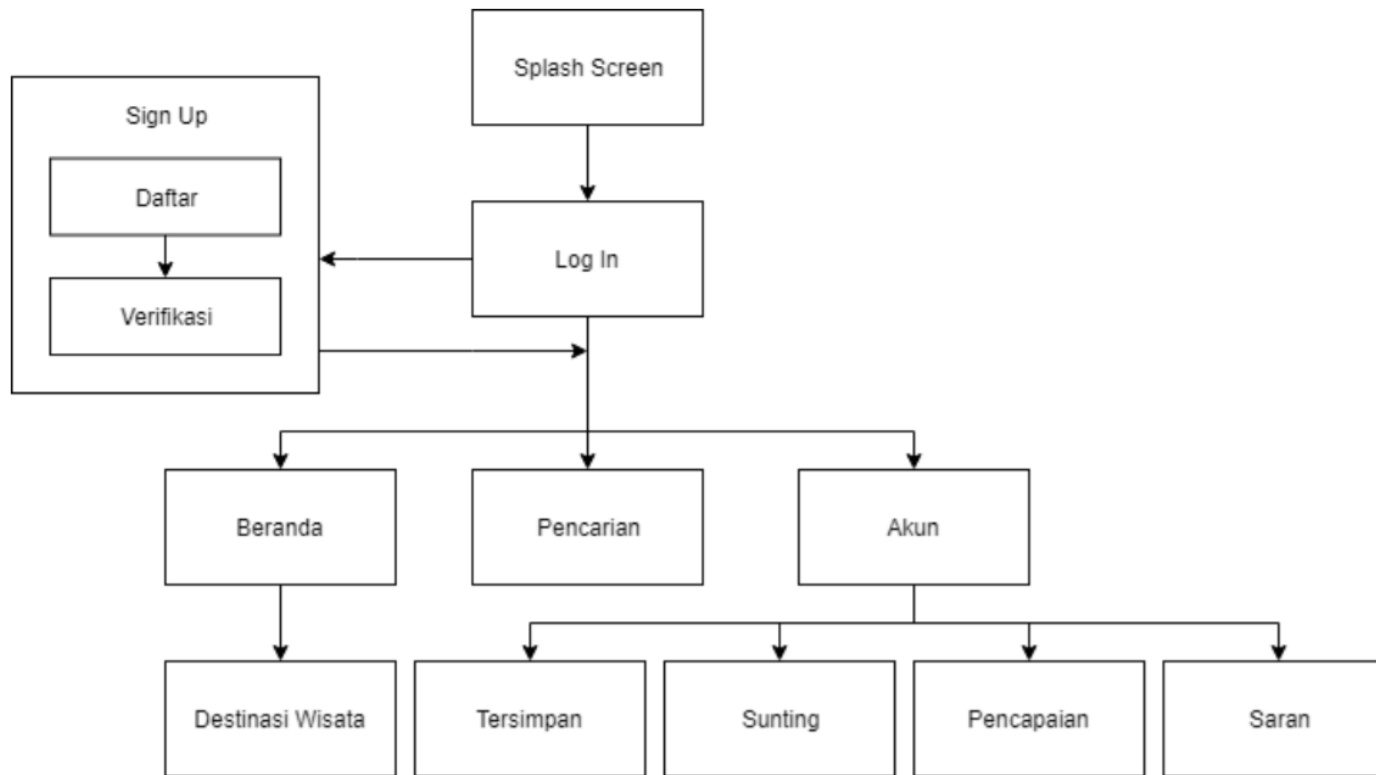 Splash Screen
Sign Up
Daftar
Log In
Verifikasi
Beranda
Pencarian
Akun
Destinasi Wisata
Tersimpan
Sunting
Pencapaian
Saran